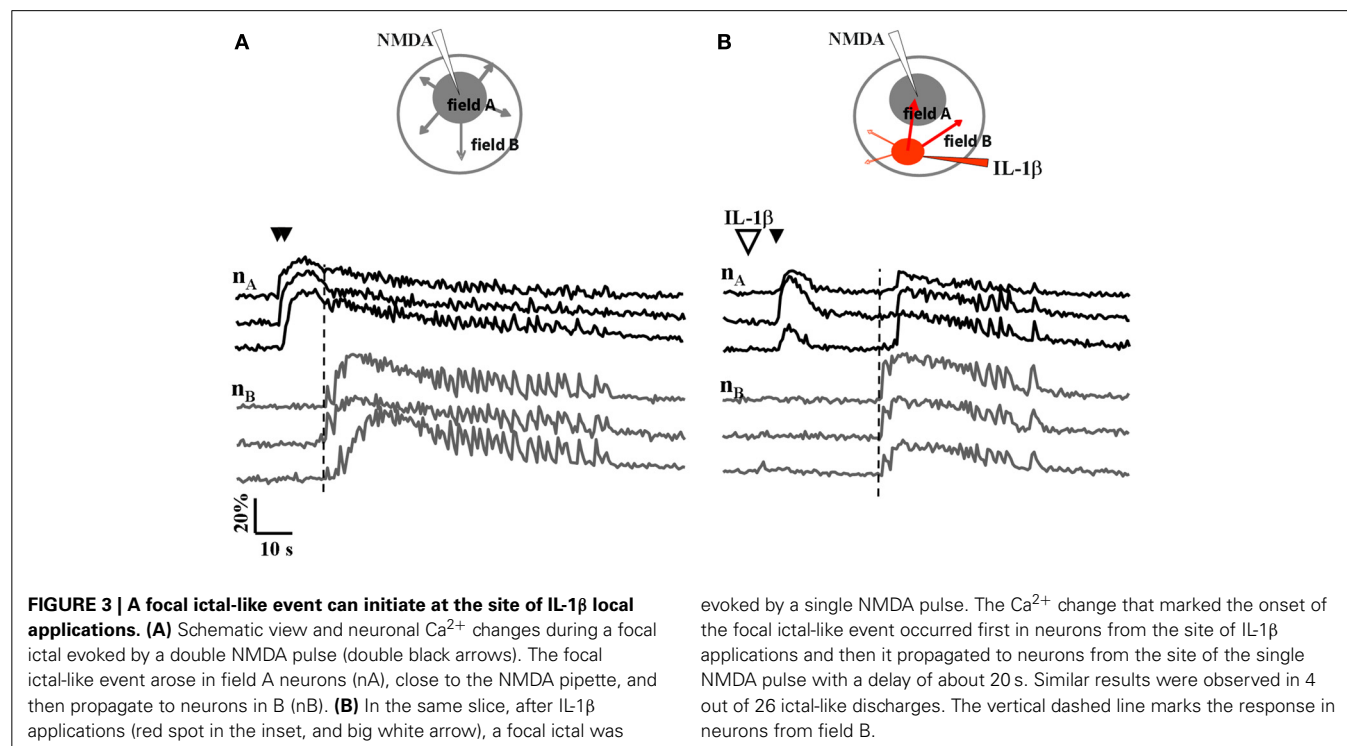 A
NMDA
field A
field B
n_A
n_B
20%
10 s
B
NMDA
field A
field B
IL-1β
IL-1β
n_A
n_B
FIGURE 3 | A focal ictal-like event can initiate at the site of IL-1β local
applications. (A) Schematic view and neuronal Ca²⁺ changes during a focal
ictal evoked by a double NMDA pulse (double black arrows). The focal
ictal-like event arose in field A neurons (nA), close to the NMDA pipette, and
then propagate to neurons in B (nB). (B) In the same slice, after IL-1β
applications (red spot in the inset, and big white arrow), a focal ictal was
evoked by a single NMDA pulse. The Ca²⁺ change that marked the onset of
the focal ictal-like event occurred first in neurons from the site of IL-1β
applications and then it propagated to neurons from the site of the single
NMDA pulse with a delay of about 20 s. Similar results were observed in 4
out of 26 ictal-like discharges. The vertical dashed line marks the response in
neurons from field B.